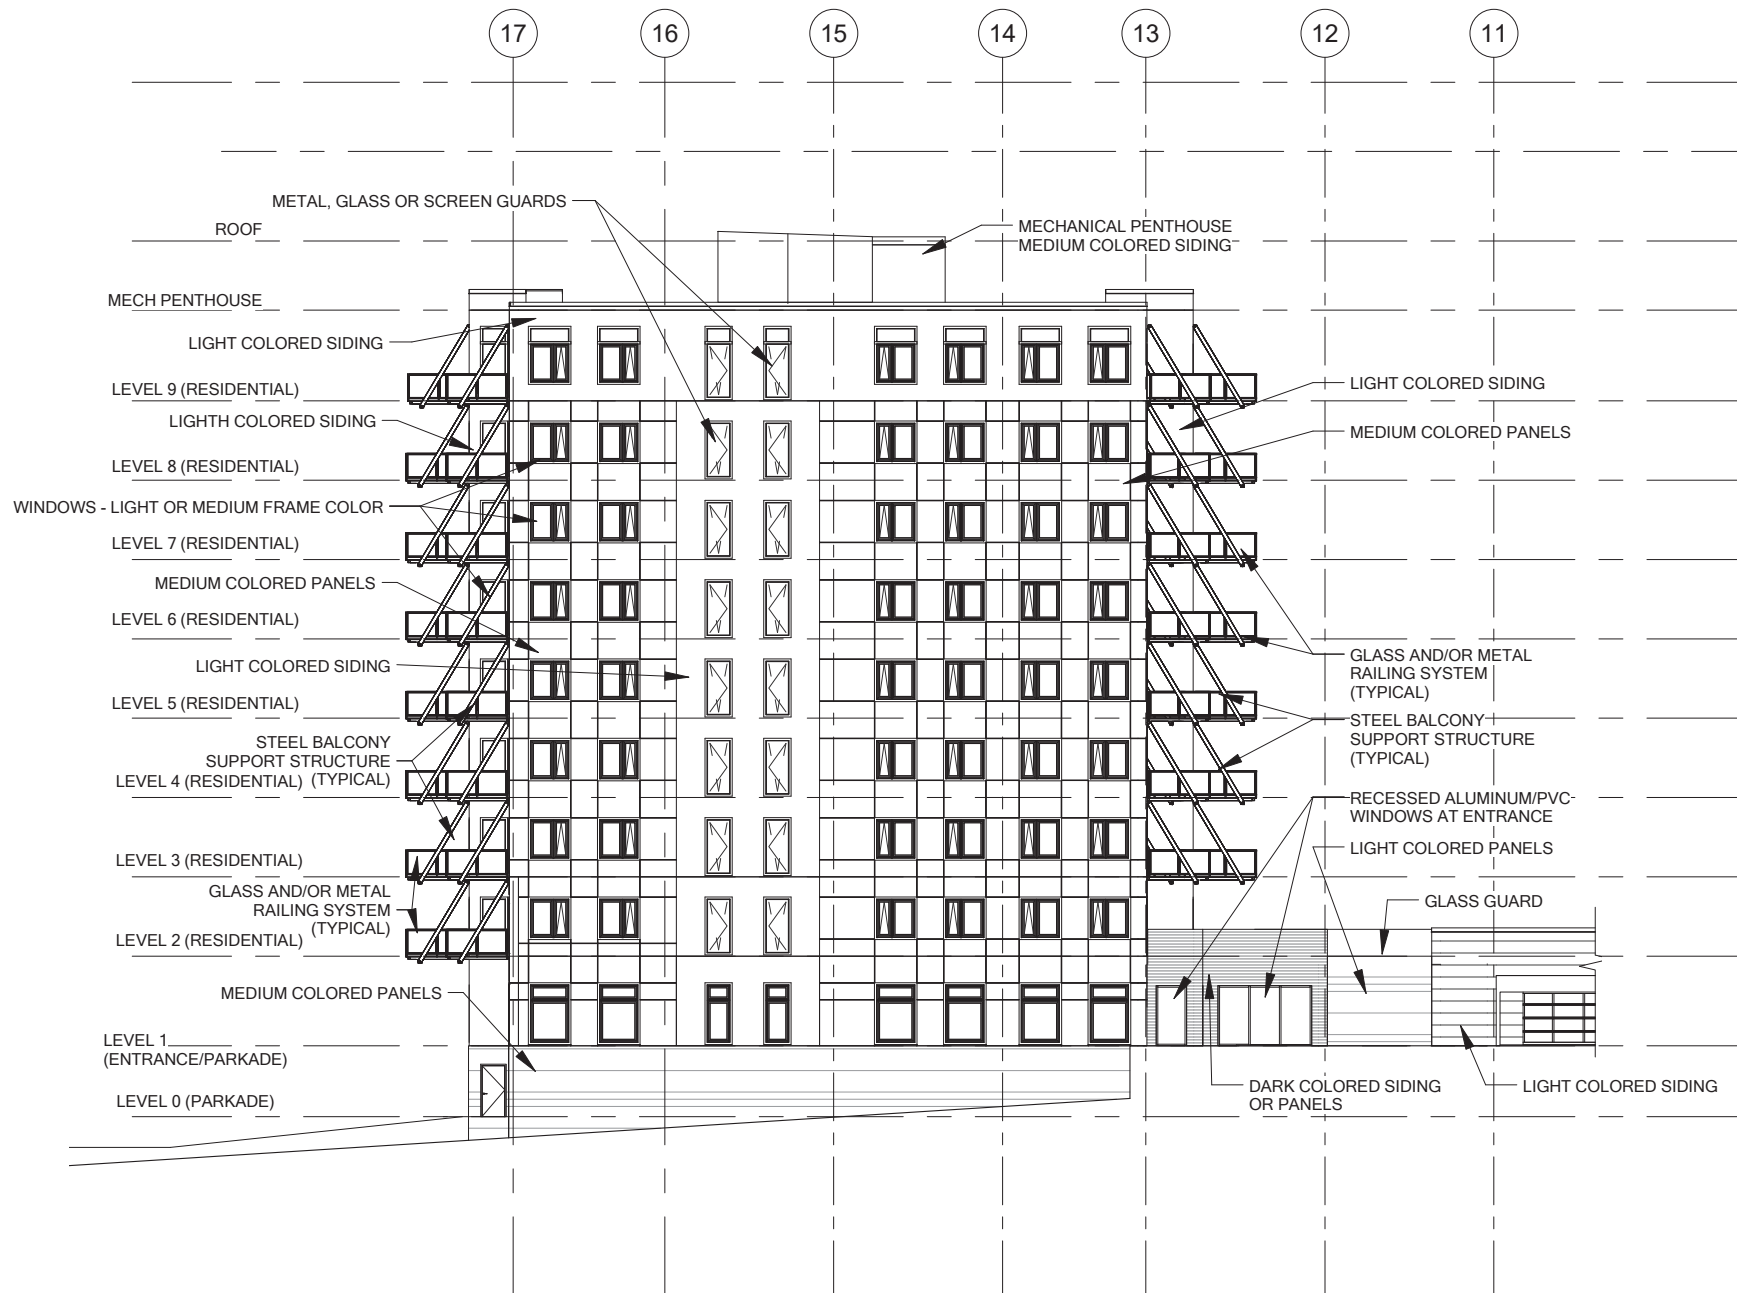 17
16
15
14
13
12
11
METAL, GLASS OR SCREEN GUARDS
ROOF
MECHANICAL PENTHOUSE
MEDIUM COLORED SIDING
MECH PENTHOUSE
LIGHT COLORED SIDING
LEVEL 9 (RESIDENTIAL)
LIGHT COLORED SIDING
LIGHTH COLORED SIDING
MEDIUM COLORED PANELS
LEVEL 8 (RESIDENTIAL)
WINDOWS - LIGHT OR MEDIUM FRAME COLOR
LEVEL 7 (RESIDENTIAL)
MEDIUM COLORED PANELS
LEVEL 6 (RESIDENTIAL)
LIGHT COLORED SIDING
GLASS AND/OR METAL
RAILING SYSTEM
(TYPICAL)
LEVEL 5 (RESIDENTIAL)
STEEL BALCONY
SUPPORT STRUCTURE
(TYPICAL)
STEEL BALCONY
SUPPORT STRUCTURE
(TYPICAL)
LEVEL 4 (RESIDENTIAL)
RECESSED ALUMINUM/PVC
WINDOWS AT ENTRANCE
LIGHT COLORED PANELS
LEVEL 3 (RESIDENTIAL)
GLASS AND/OR METAL
RAILING SYSTEM
(TYPICAL)
GLASS GUARD
LEVEL 2 (RESIDENTIAL)
MEDIUM COLORED PANELS
LEVEL 1
(ENTRANCE/PARKADE)
DARK COLORED SIDING
OR PANELS
LIGHT COLORED SIDING
LEVEL 0 (PARKADE)